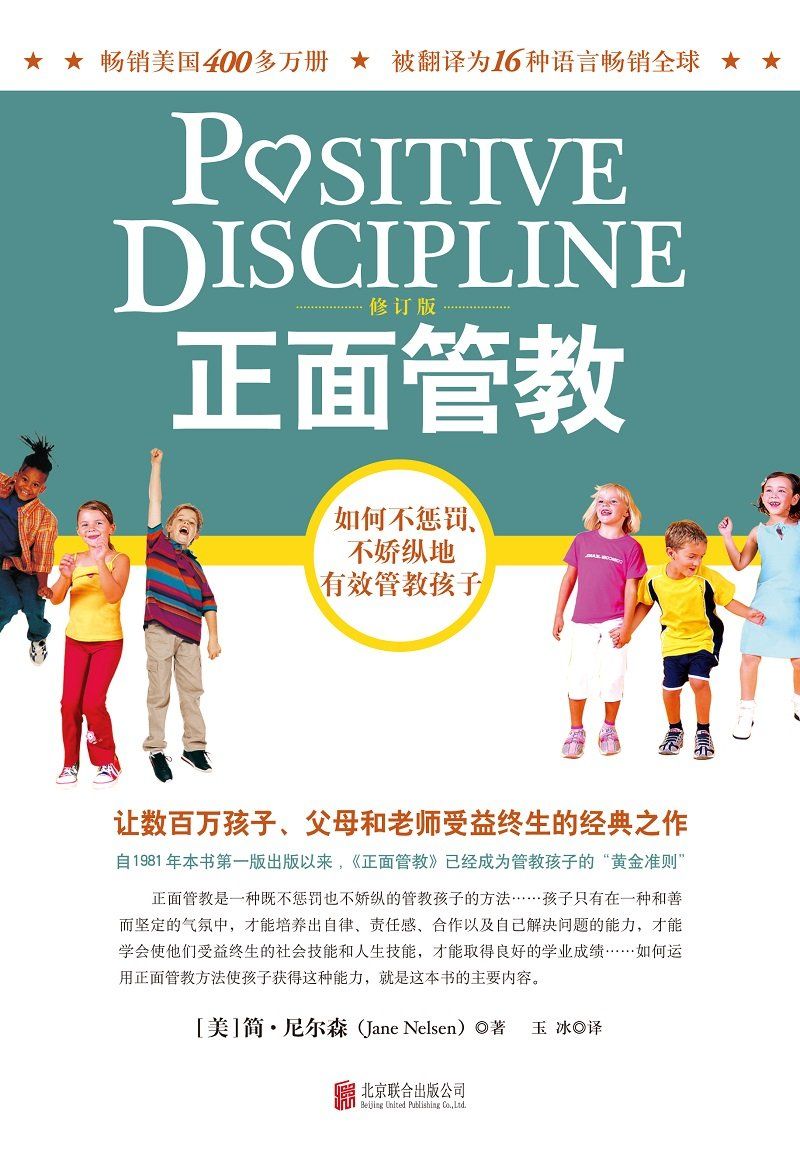 ★ ★ 畅销美国400多万册 ★ 被翻译为16种语言畅销全球 ★ ★
POSITIVE
DISCIPLINE
修订版
正面管教
如何不惩罚、
不娇纵地
有效管教孩子
让数百万孩子、父母和老师受益终生的经典之作
自1981年本书第一版出版以来，《正面管教》已经成为管教孩子的“黄金准则”
正面管教是一种既不惩罚也不娇纵的管教孩子的方法……孩子只有在一种和善
而坚定的气氛中，才能培养出自律、责任感、合作以及自己解决问题的能力，才能
学会使他们受益终生的社会技能和人生技能，才能取得良好的学业成绩……如何运
用正面管教方法使孩子获得这种能力，就是这本书的主要内容。
[美]简·尼尔森（Jane Nelsen）◎著 玉 冰◎译
北京联合出版公司
Beijing United Publishing Co.,Ltd.